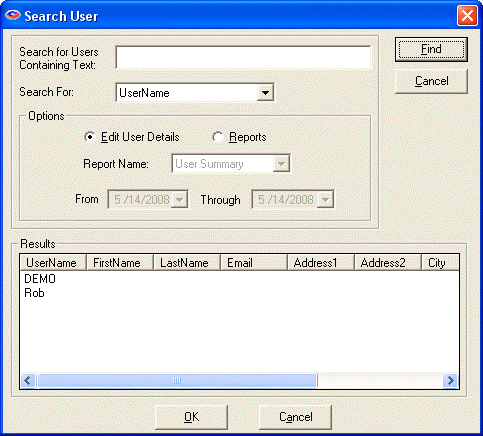 Search User
Search for Users
Containing Text:
Find
Search For: UserName
Cancel
Options
Edit User Details Reports
Report Name: User Summary
From 5 /14/2008 Through 5 /14/2008
Results
UserName FirstName LastName Email Address1 Address2 City
DEMO
Rob
OK Cancel